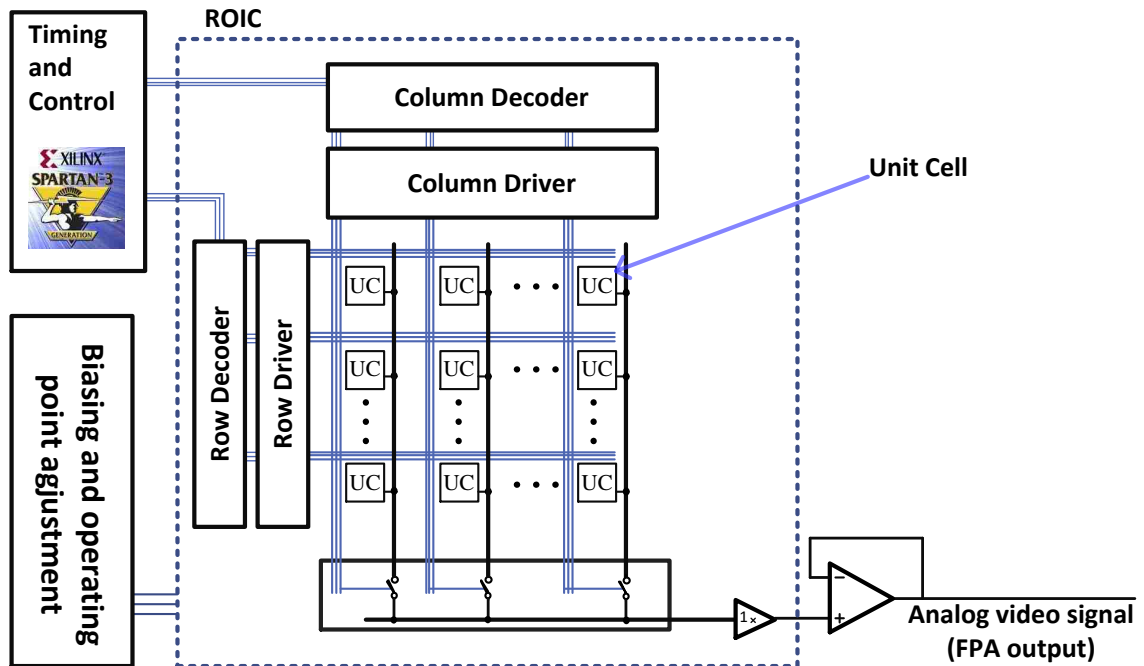 ROIC
Timing
and
Control
XILINX
SPARTAN-3
GENERATION
Column Decoder
Column Driver
Unit Cell
Row Decoder
Row Driver
UC UC UC
UC UC UC
UC UC UC
Biasing and operating
point agjustment
1x
−
+
Analog video signal
(FPA output)